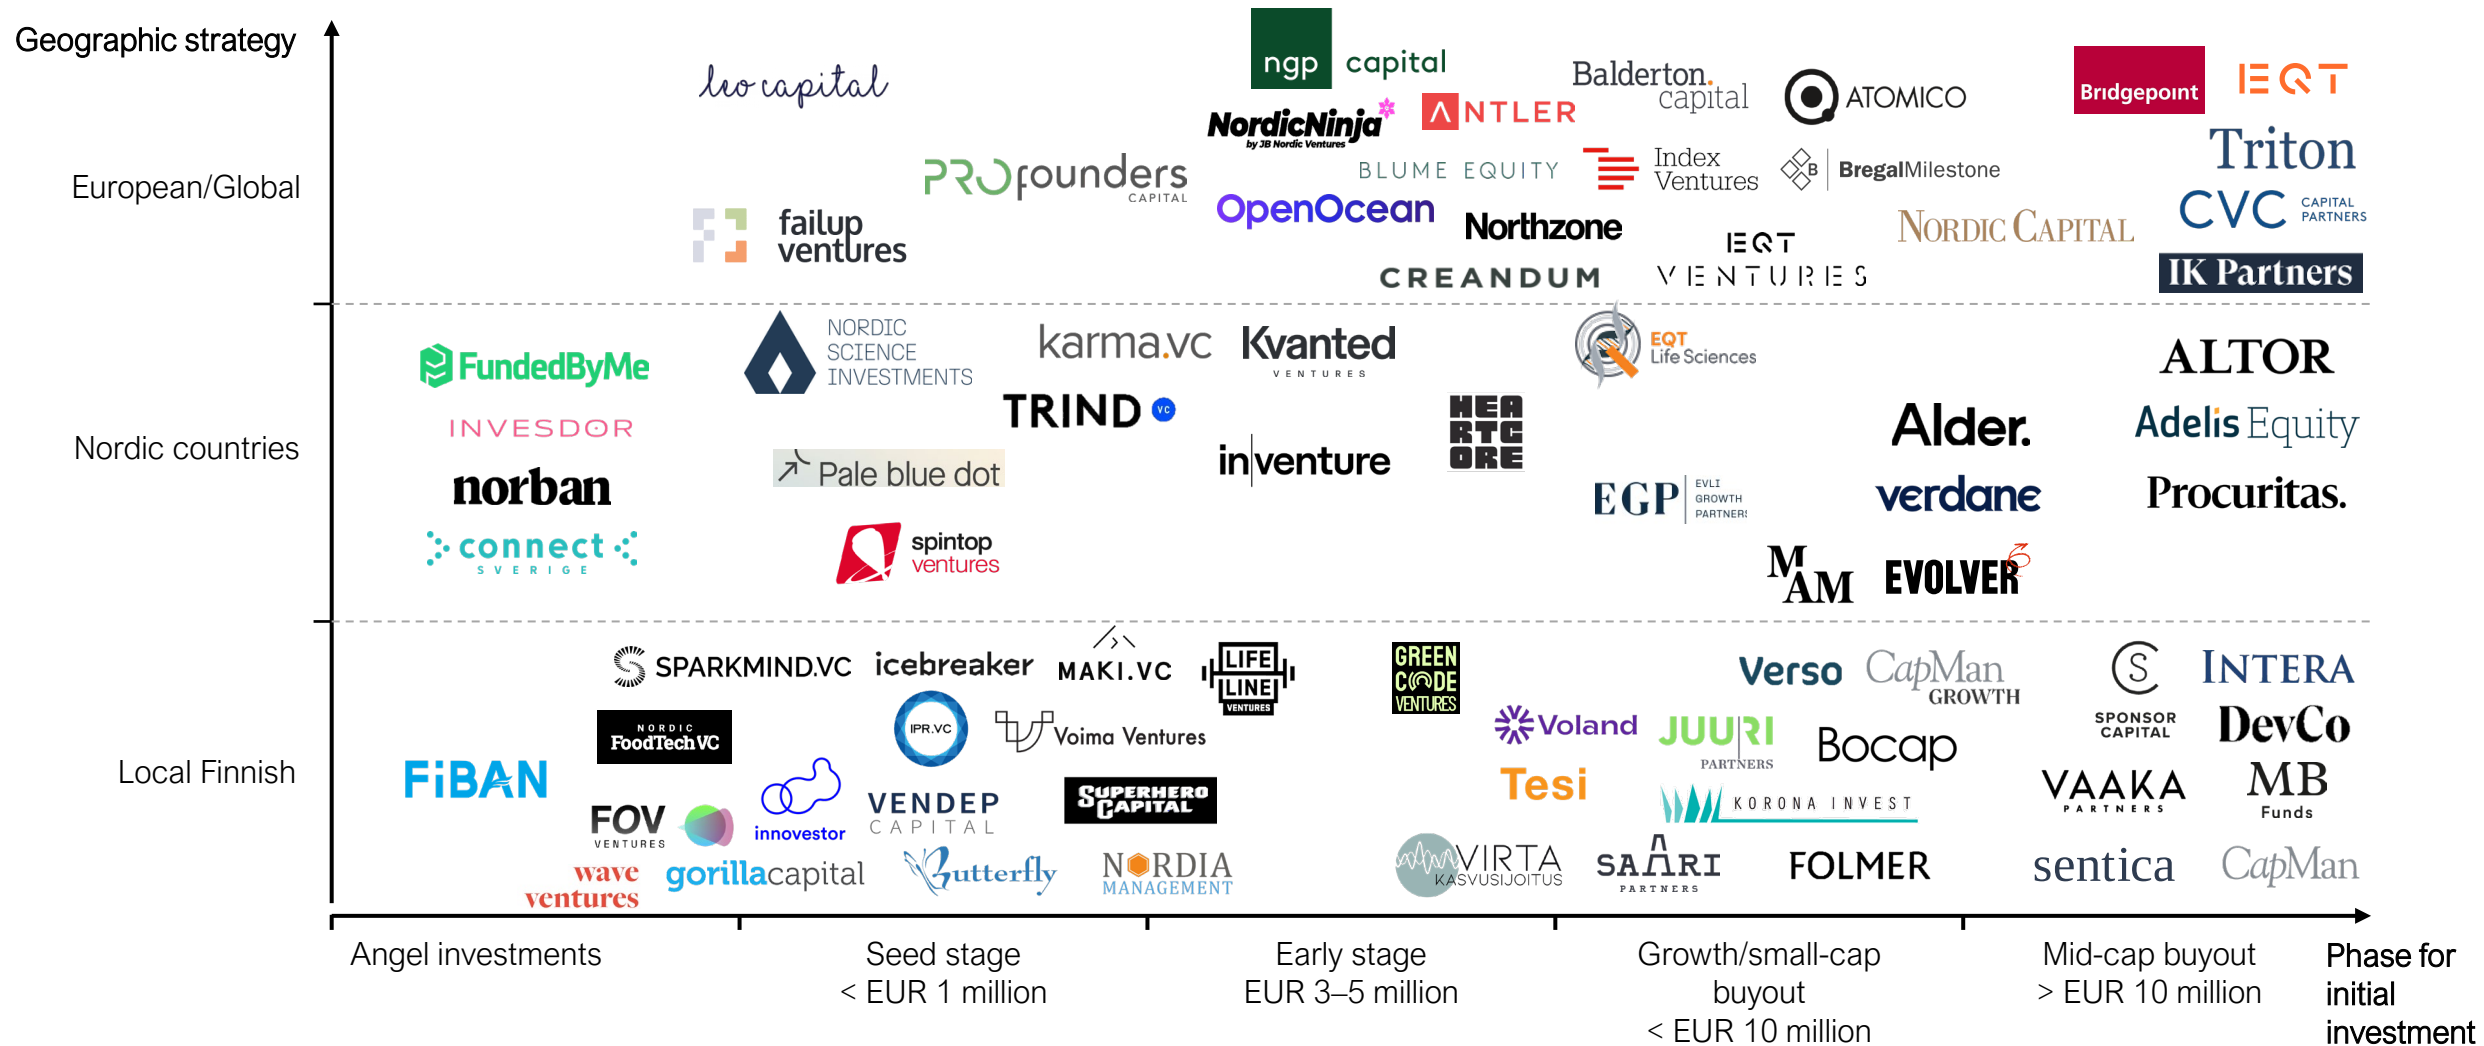 Geographic strategy
European/Global
leo capital
ngp capital
Balderton.
capital
ATOMICO
Bridgepoint
EQT
NordicNinja
by JB Nordic Ventures
ANTLER
Triton
PROfounders
CAPITAL
BLUME EQUITY
Index
Ventures
B
BregalMilestone
failup
ventures
OpenOcean
Northzone
NORDIC CAPITAL
CVC
CAPITAL
PARTNERS
CREANDUM
EQT
VENTURES
IK Partners
Nordic countries
FundedByMe
NORDIC
SCIENCE
INVESTMENTS
karma.vc
Kvanted
VENTURES
EQT
Life Sciences
ALTOR
INVESDOR
TRIND VC
HEA
RTC
ORE
Alder.
Adelis Equity
norban
Pale blue dot
in|venture
EGP
EVLI
GROWTH
PARTNERS
verdane
Procuritas.
connect
SVERIGE
spintop
ventures
M
AM
EVOLVER
Local Finnish
SPARKMIND.VC
icebreaker
MAKI.VC
LIFE
LINE
VENTURES
GREEN
CODE
VENTURES
Verso
CapMan
GROWTH
S
SPONSOR
CAPITAL
INTERA
NORDIC
FoodTech VC
IPR.VC
Voima Ventures
Voland
JUURI
PARTNERS
Bocap
DevCo
FiBAN
innovestor
VENDEP
CAPITAL
SUPERHERO
CAPITAL
Tesi
KORONA INVEST
VAAKA
PARTNERS
MB
Funds
FOV
VENTURES
wave
ventures
gorillacapital
Butterfly
NORDIA
MANAGEMENT
VIRTA
KASVUSIJOITUS
SAARI
PARTNERS
FOLMER
sentica
CapMan
Angel investments
Seed stage
< EUR 1 million
Early stage
EUR 3–5 million
Growth/small-cap
buyout
< EUR 10 million
Mid-cap buyout
> EUR 10 million
Phase for
initial
investment